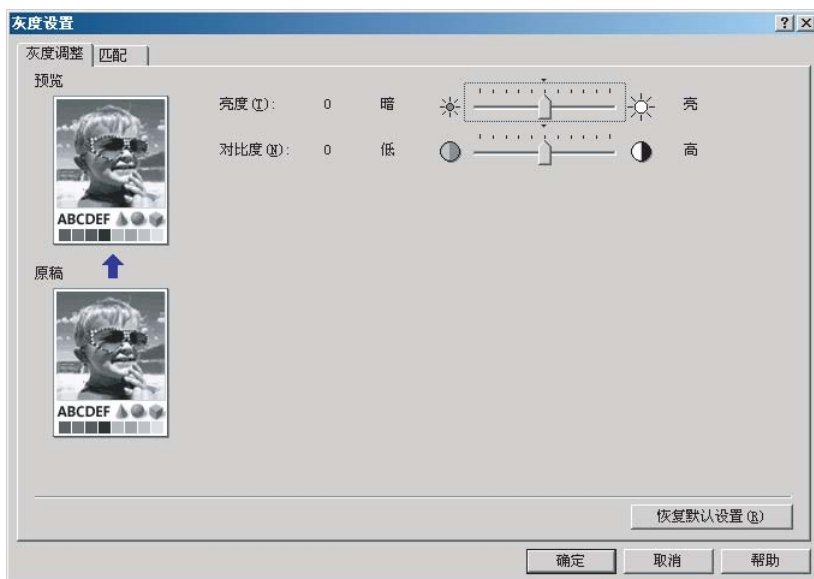 灰度设置
灰度调整 匹配
预览
亮度(T): 0 暗 亮
对比度(N): 0 低 高
ABCDEF
原稿
ABCDEF
恢复默认设置(R)
确定 取消 帮助